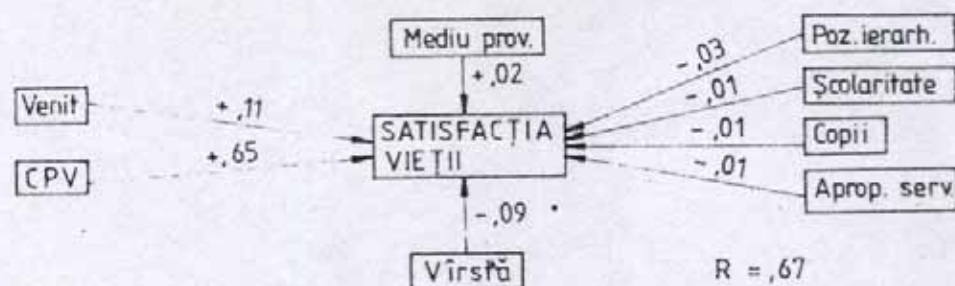 Mediu prov.
+,02
Poz. ierarh.
-,03
Școlaritate
-,01
Venit
+,11
SATISFACȚIA
VIEȚII
-,01
Copii
CPV
+,65
-,01
Aprop. serv.
-,09
Vîrstă
R = ,67